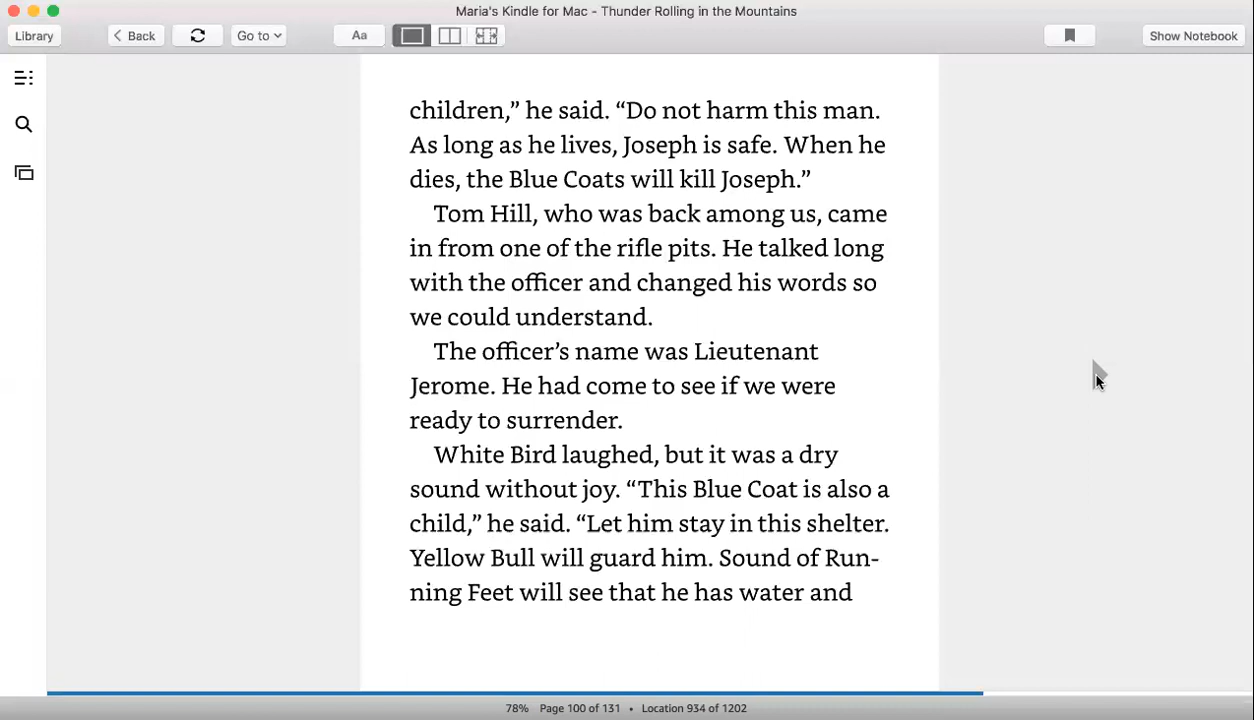 Maria's Kindle for Mac - Thunder Rolling in the Mountains
Library
Back
Go to
Aa
Show Notebook
children,” he said. “Do not harm this man.
As long as he lives, Joseph is safe. When he
dies, the Blue Coats will kill Joseph.”
Tom Hill, who was back among us, came
in from one of the rifle pits. He talked long
with the officer and changed his words so
we could understand.
The officer’s name was Lieutenant
Jerome. He had come to see if we were
ready to surrender.
White Bird laughed, but it was a dry
sound without joy. “This Blue Coat is also a
child,” he said. “Let him stay in this shelter.
Yellow Bull will guard him. Sound of Run-
ning Feet will see that he has water and
78% Page 100 of 131 • Location 934 of 1202